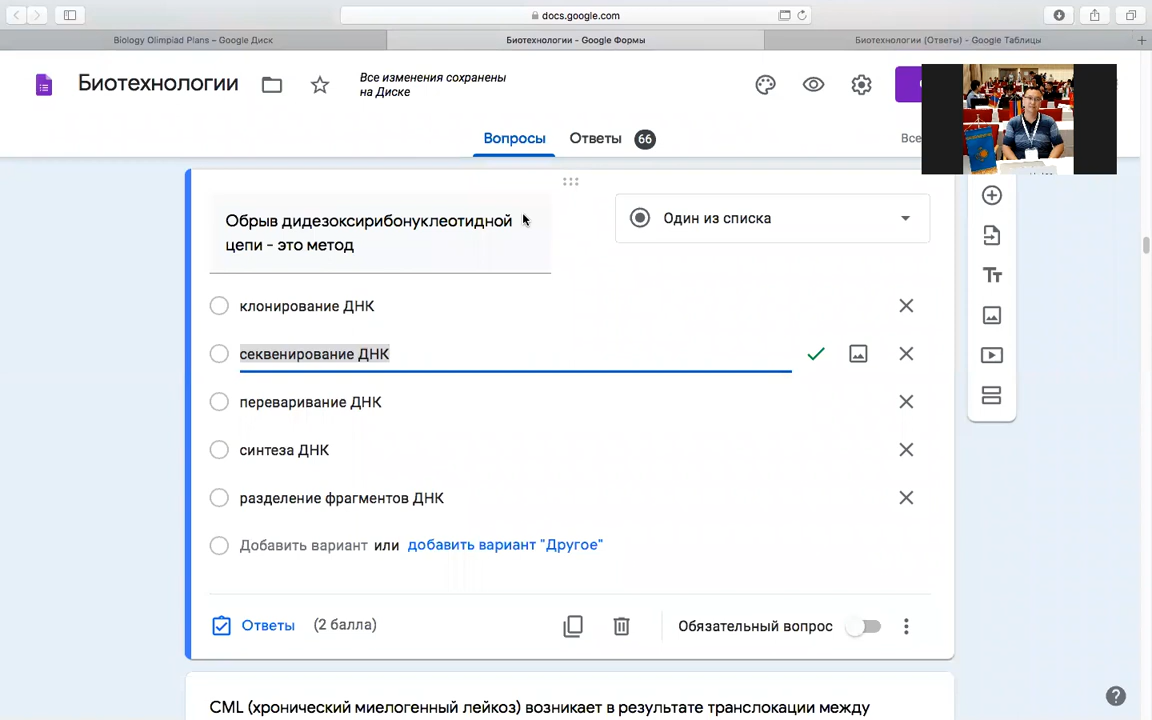 docs.google.com
Biology Olimpiad Plans – Google Диск
Биотехнологии - Google Формы
Биотехнологии (Ответы) - Google Таблицы
Биотехнологии
Все изменения сохранены
на Диске
Вопросы
Ответы
66
Все
Обрыв дидезоксирибонуклеотидной
цепи - это метод
Один из списка
клонирование ДНК
секвенирование ДНК
переваривание ДНК
синтеза ДНК
разделение фрагментов ДНК
Добавить вариант или добавить вариант "Другое"
Ответы (2 балла)
Обязательный вопрос
CML (хронический миелогенный лейкоз) возникает в результате транслокации между